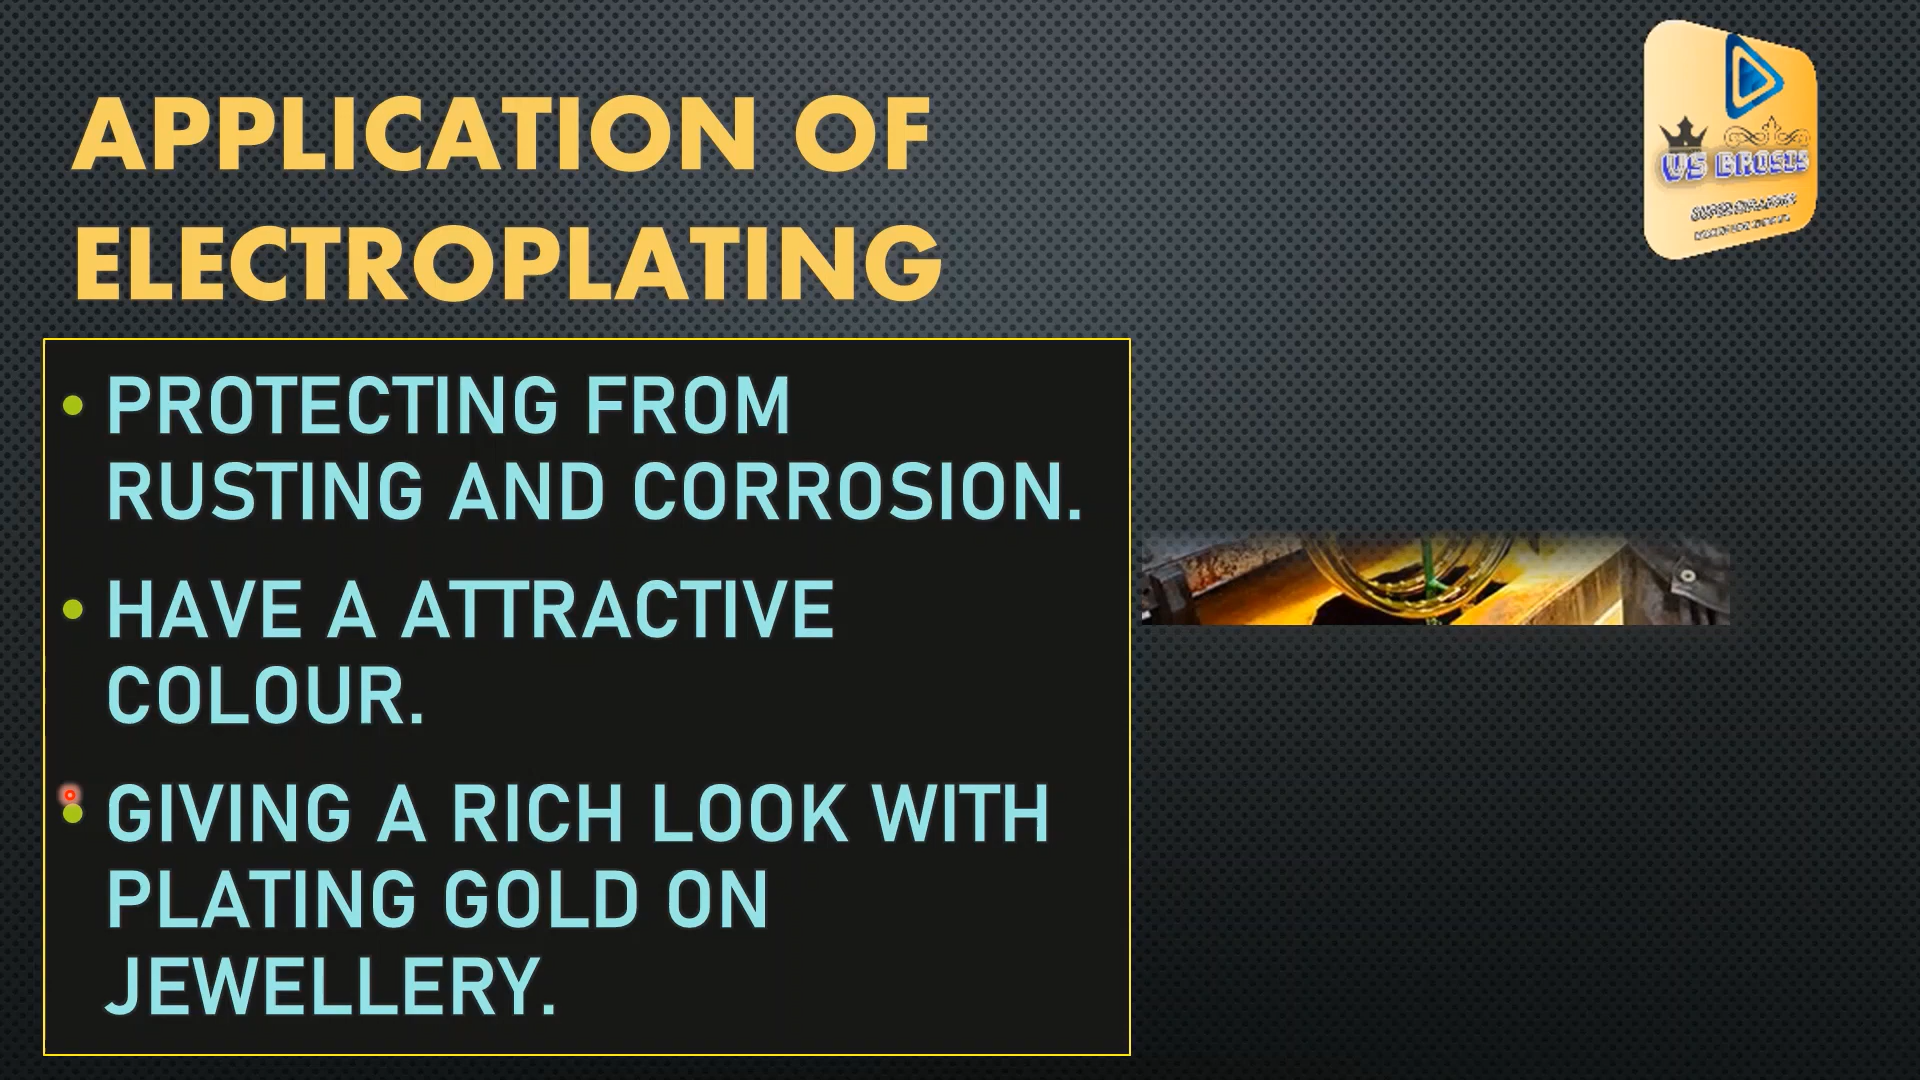 APPLICATION OF
ELECTROPLATING
• PROTECTING FROM
RUSTING AND CORROSION.
• HAVE A ATTRACTIVE
COLOUR.
• GIVING A RICH LOOK WITH
PLATING GOLD ON
JEWELLERY.
VS BROSIS